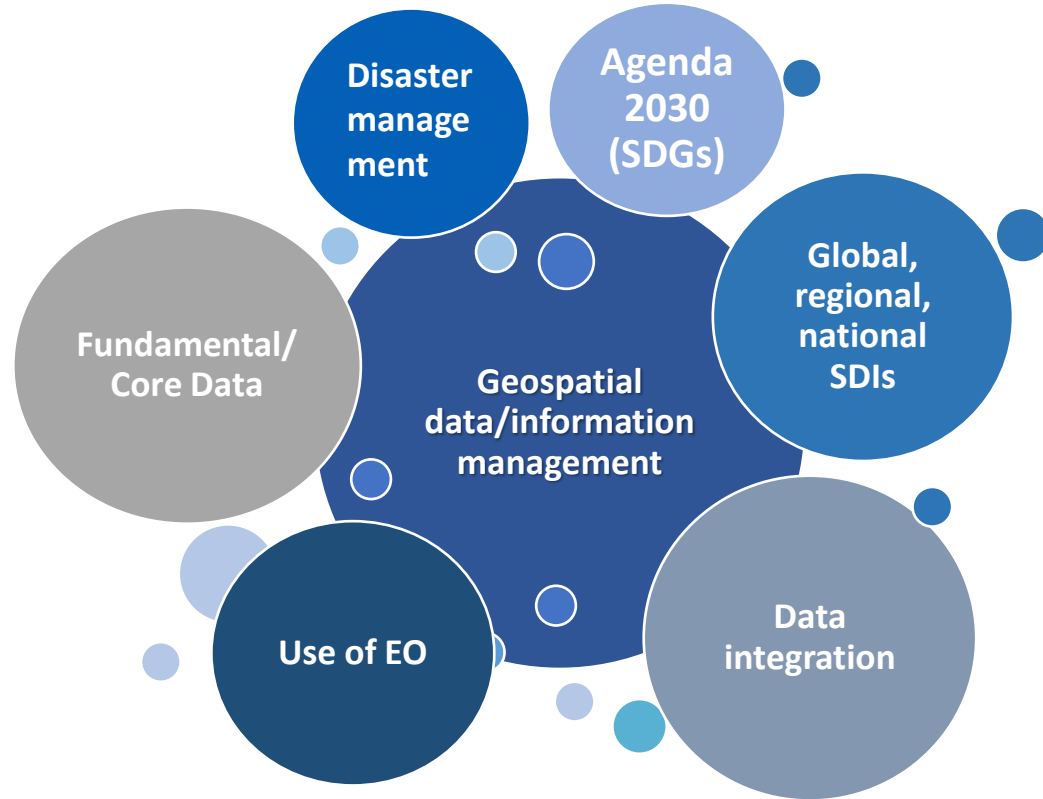 Disaster
manage
ment
Agenda
2030
(SDGs)
Global,
regional,
national
SDIs
Fundamental/
Core Data
Geospatial
data/information
management
Use of EO
Data
integration